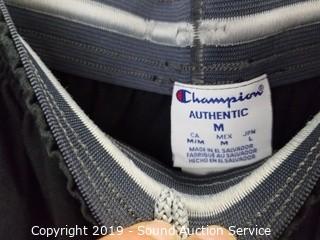 Champion
AUTHENTIC
M
CA MEX JPN
M/M M L
MADE IN EL SALVADOR
FABRIQUÉ AU SALVADOR
HECHO EN EL SALVADOR
Copyright 2019 - Sound Auction Service